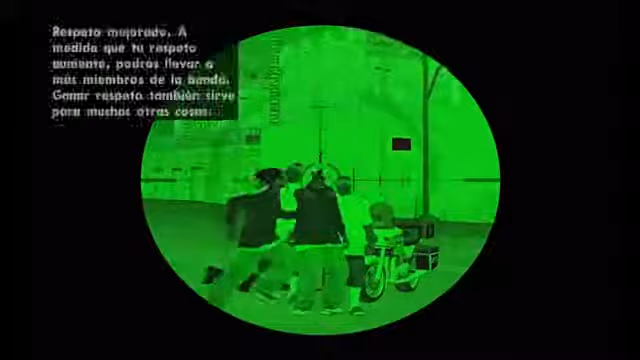 Respeto mejorado. A
medida que tu respeto
aumente, podrás llevar a
más miembros de la banda.
Ganar respeto también sirve
para muchas otras cosas.